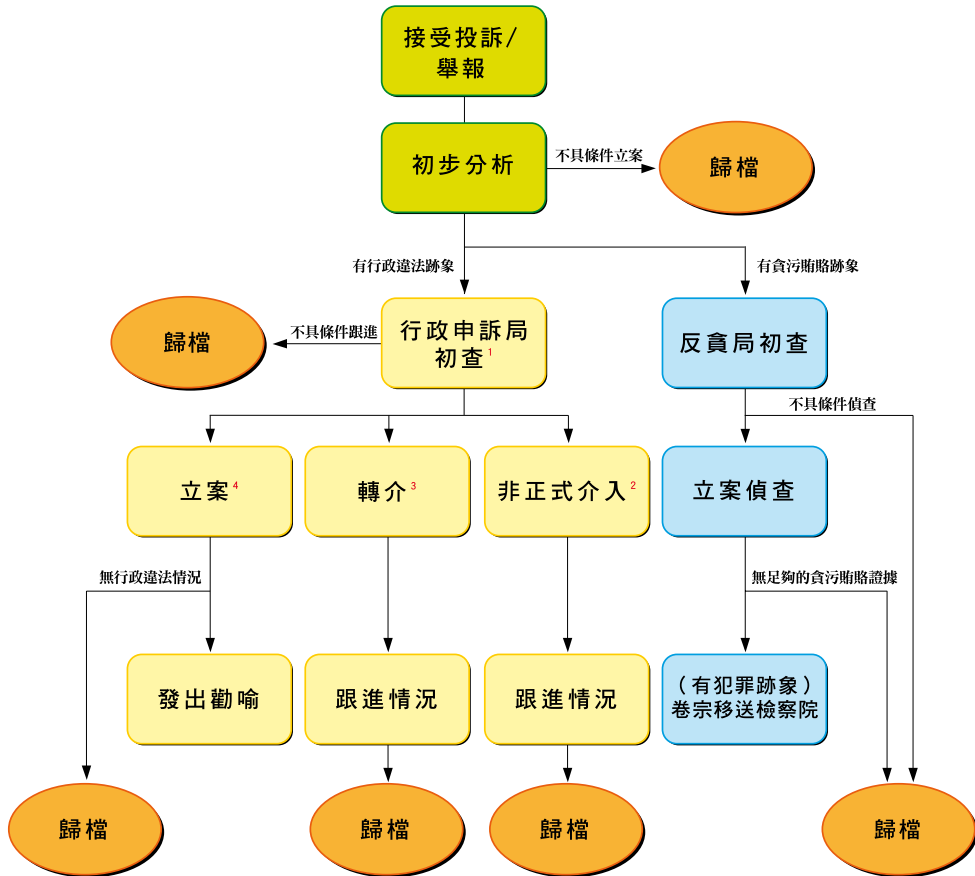 接受投訴/
舉報
初步分析
不具條件立案
歸檔
有行政違法跡象
有貪污賄賂跡象
歸檔
不具條件跟進
行政申訴局
初查1
反貪局初查
不具條件偵查
立案4
轉介3
非正式介入2
立案偵查
無行政違法情況
無足夠的貪污賄賂證據
發出勸喻
跟進情況
跟進情況
（有犯罪跡象）
卷宗移送檢察院
歸檔
歸檔
歸檔
歸檔